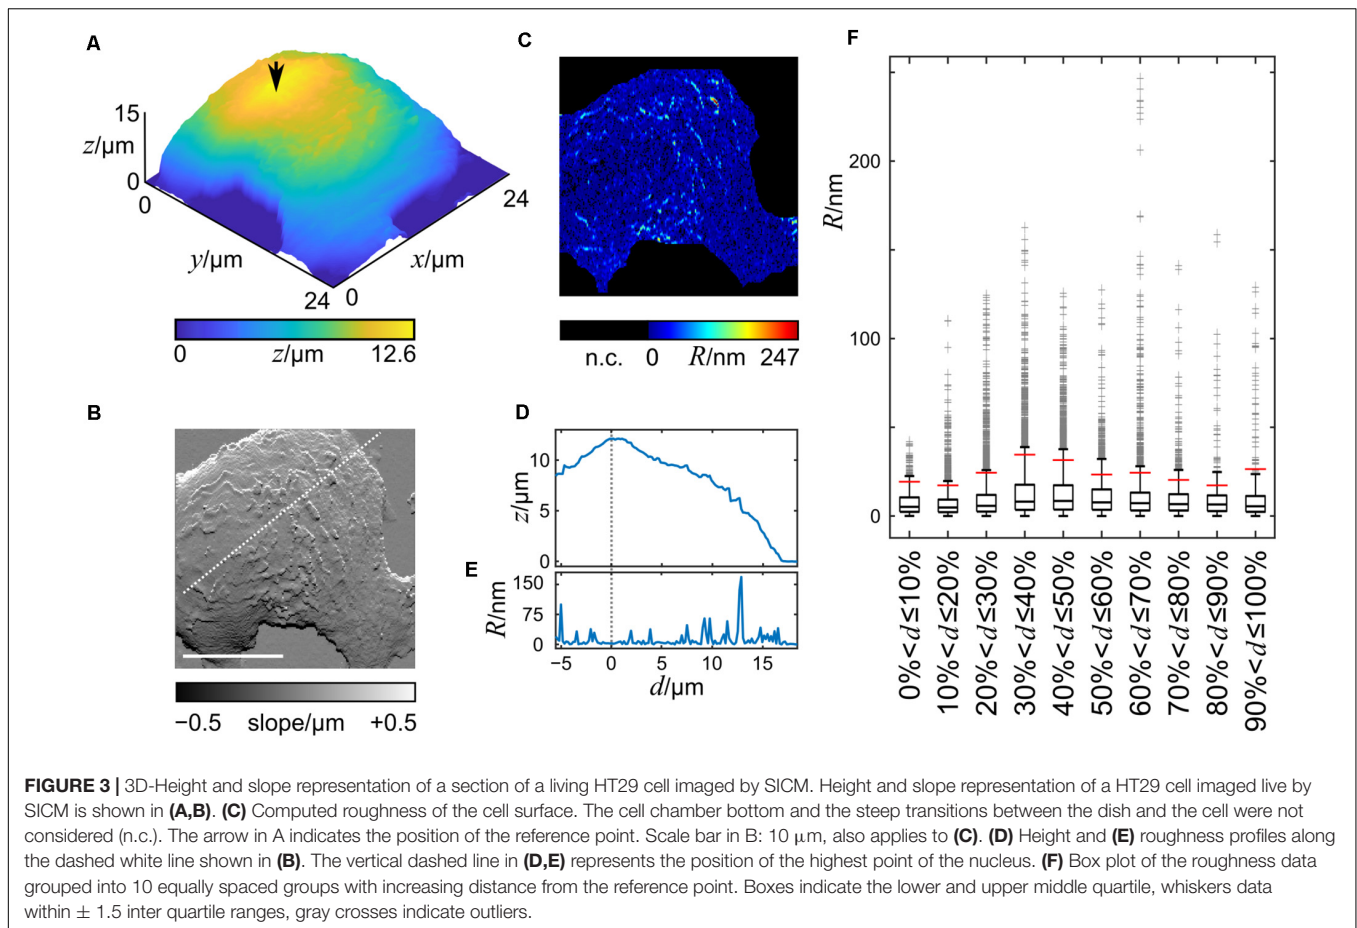 A
15
z/μm
0
0
24
y/μm
x/μm
24
0
0
z/μm
12.6
B
−0.5
slope/μm
+0.5
C
n.c.
0
R/nm
247
D
10
z/μm
5
0
E
150
R/nm
75
0
−5
0
5
10
15
d/μm
F
200
R/nm
100
0
0%<d≤10%
10%<d≤20%
20%<d≤30%
30%<d≤40%
40%<d≤50%
50%<d≤60%
60%<d≤70%
70%<d≤80%
80%<d≤90%
90%<d≤100%
FIGURE 3 | 3D-Height and slope representation of a section of a living HT29 cell imaged by SICM. Height and slope representation of a HT29 cell imaged live by
SICM is shown in (A,B). (C) Computed roughness of the cell surface. The cell chamber bottom and the steep transitions between the dish and the cell were not
considered (n.c.). The arrow in A indicates the position of the reference point. Scale bar in B: 10 μm, also applies to (C). (D) Height and (E) roughness profiles along
the dashed white line shown in (B). The vertical dashed line in (D,E) represents the position of the highest point of the nucleus. (F) Box plot of the roughness data
grouped into 10 equally spaced groups with increasing distance from the reference point. Boxes indicate the lower and upper middle quartile, whiskers data
within ± 1.5 inter quartile ranges, gray crosses indicate outliers.